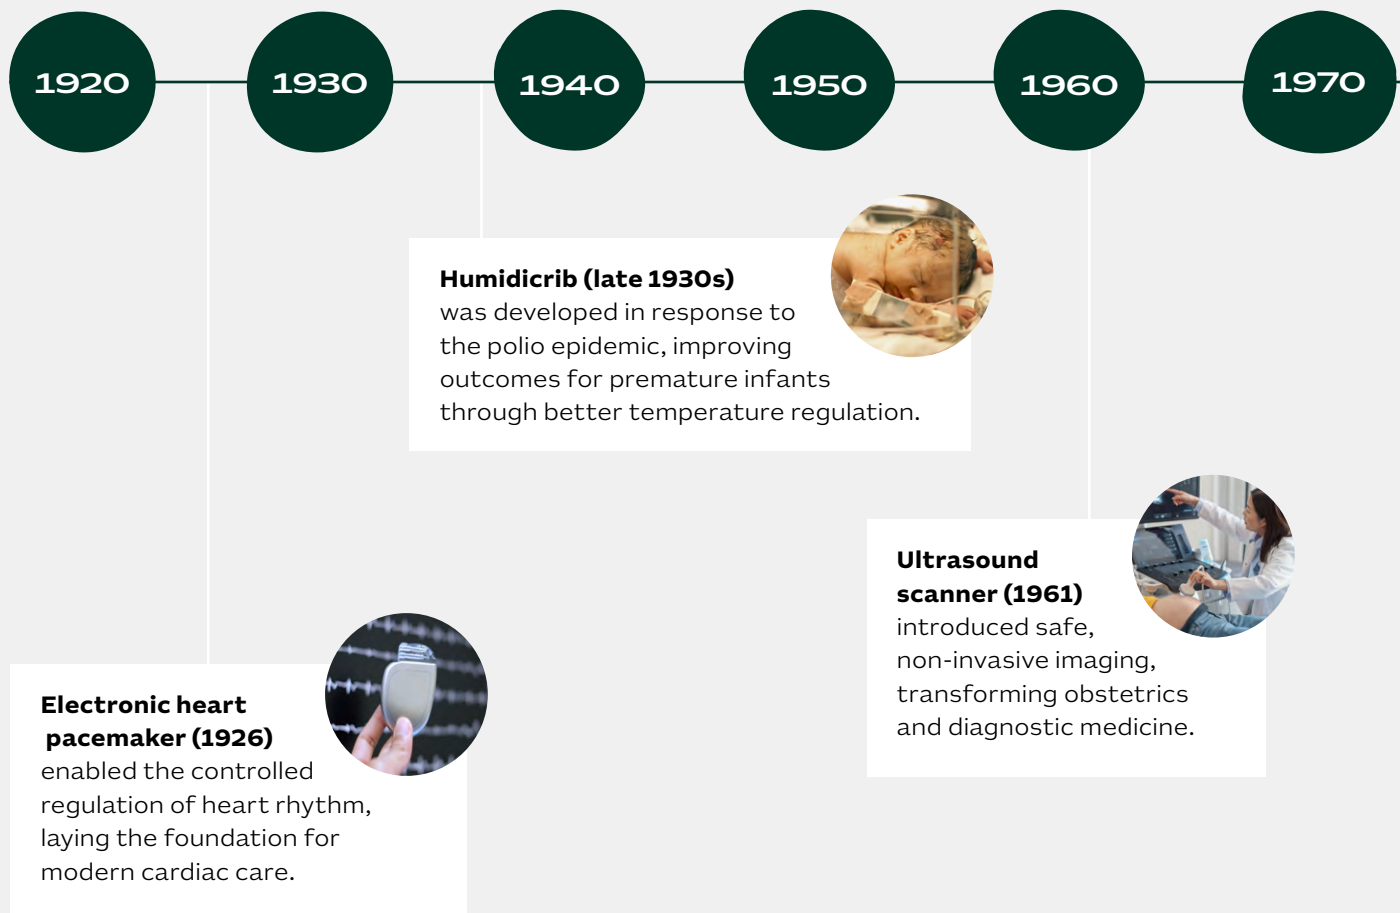 1920
1930
1940
1950
1960
1970
Humidicrib (late 1930s)
was developed in response to
the polio epidemic, improving
outcomes for premature infants
through better temperature regulation.
Ultrasound
scanner (1961)
introduced safe,
non-invasive imaging,
transforming obstetrics
and diagnostic medicine.
Electronic heart
pacemaker (1926)
enabled the controlled
regulation of heart rhythm,
laying the foundation for
modern cardiac care.